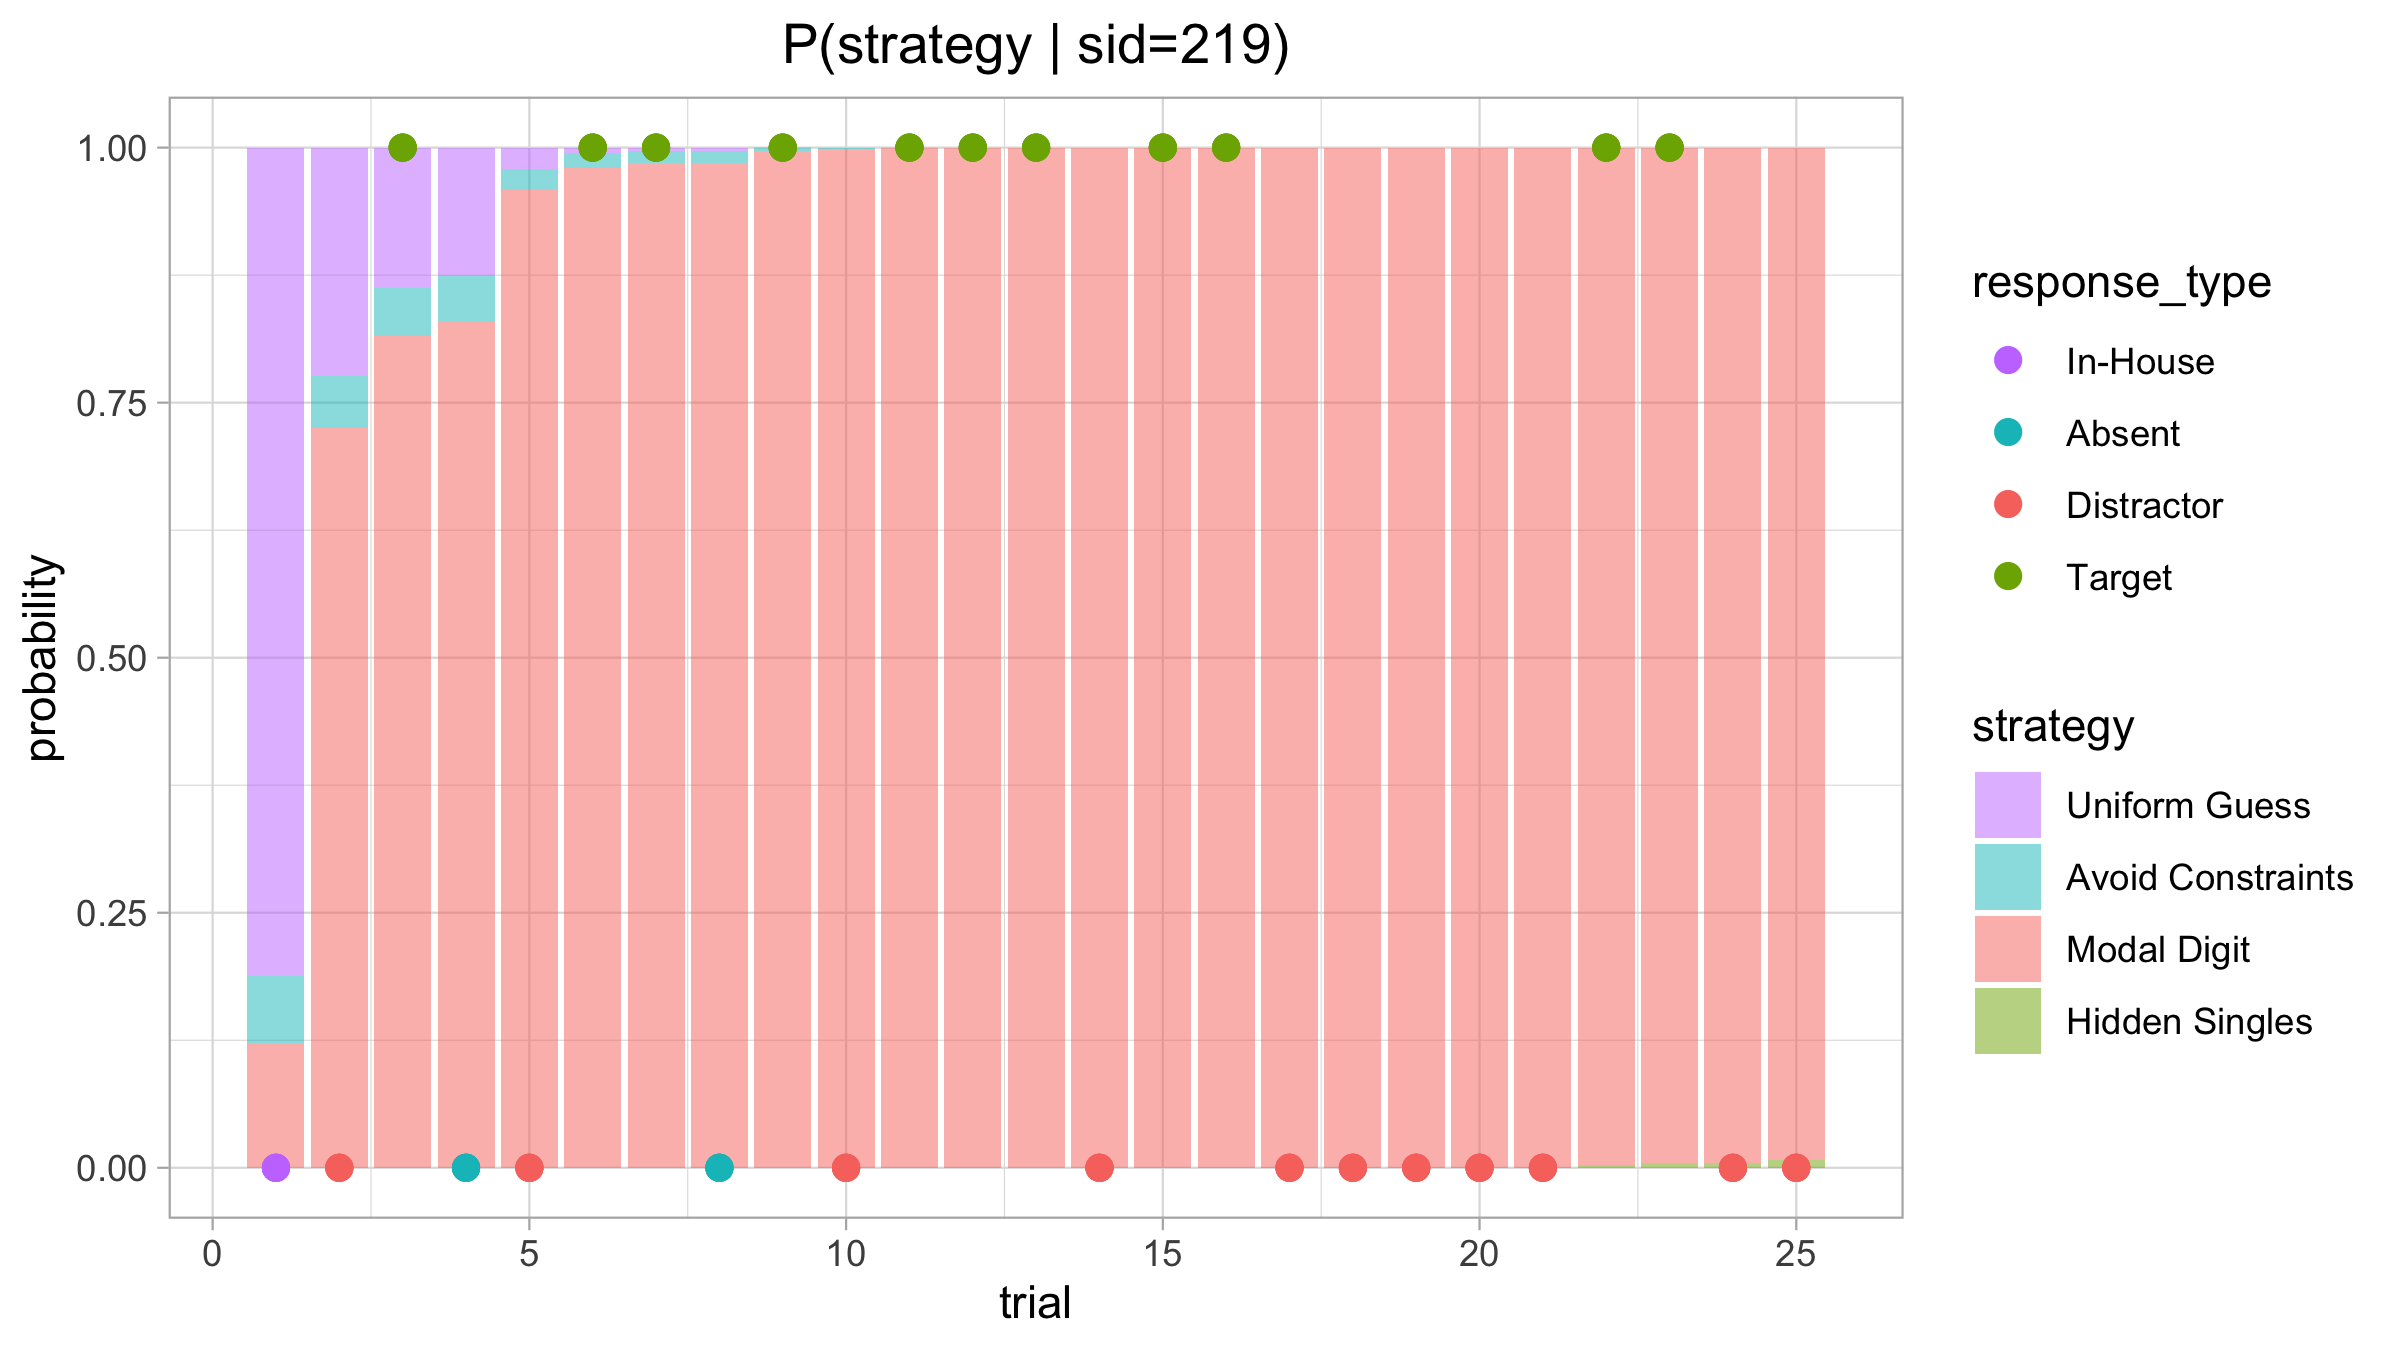 P(strategy | sid=219)
probability
1.00
0.75
0.50
0.25
0.00
0 5 10 15 20 25
trial
response_type
In-House
Absent
Distractor
Target
strategy
Uniform Guess
Avoid Constraints
Modal Digit
Hidden Singles